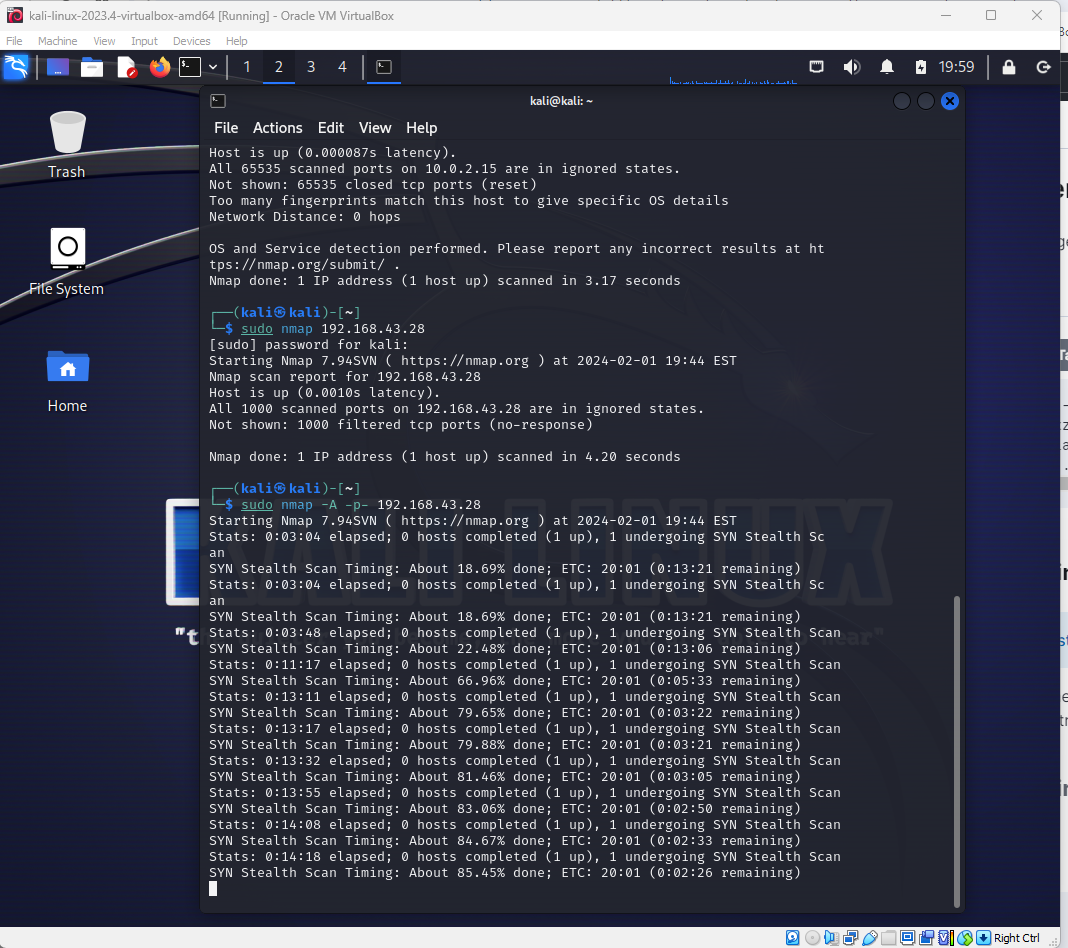 kali-linux-2023.4-virtualbox-amd64 [Running] - Oracle VM VirtualBox
File Machine View Input Devices Help
1 2 3 4 19:59
kali@kali: ~
File Actions Edit View Help
Trash
File System
Home
Host is up (0.000087s latency).
All 65535 scanned ports on 10.0.2.15 are in ignored states.
Not shown: 65535 closed tcp ports (reset)
Too many fingerprints match this host to give specific OS details
Network Distance: 0 hops
OS and Service detection performed. Please report any incorrect results at ht
tps://nmap.org/submit/ .
Nmap done: 1 IP address (1 host up) scanned in 3.17 seconds
┌──(kali㉿kali)-[~]
└─$ sudo nmap 192.168.43.28
[sudo] password for kali:
Starting Nmap 7.94SVN ( https://nmap.org ) at 2024-02-01 19:44 EST
Nmap scan report for 192.168.43.28
Host is up (0.0010s latency).
All 1000 scanned ports on 192.168.43.28 are in ignored states.
Not shown: 1000 filtered tcp ports (no-response)
Nmap done: 1 IP address (1 host up) scanned in 4.20 seconds
┌──(kali㉿kali)-[~]
└─$ sudo nmap -A -p- 192.168.43.28
Starting Nmap 7.94SVN ( https://nmap.org ) at 2024-02-01 19:44 EST
Stats: 0:03:04 elapsed; 0 hosts completed (1 up), 1 undergoing SYN Stealth Sc
an
SYN Stealth Scan Timing: About 18.69% done; ETC: 20:01 (0:13:21 remaining)
Stats: 0:03:04 elapsed; 0 hosts completed (1 up), 1 undergoing SYN Stealth Sc
an
SYN Stealth Scan Timing: About 18.69% done; ETC: 20:01 (0:13:21 remaining)
Stats: 0:03:48 elapsed; 0 hosts completed (1 up), 1 undergoing SYN Stealth Scan
SYN Stealth Scan Timing: About 22.48% done; ETC: 20:01 (0:13:06 remaining)
Stats: 0:11:17 elapsed; 0 hosts completed (1 up), 1 undergoing SYN Stealth Scan
SYN Stealth Scan Timing: About 66.96% done; ETC: 20:01 (0:05:33 remaining)
Stats: 0:13:11 elapsed; 0 hosts completed (1 up), 1 undergoing SYN Stealth Scan
SYN Stealth Scan Timing: About 79.65% done; ETC: 20:01 (0:03:22 remaining)
Stats: 0:13:17 elapsed; 0 hosts completed (1 up), 1 undergoing SYN Stealth Scan
SYN Stealth Scan Timing: About 79.88% done; ETC: 20:01 (0:03:21 remaining)
Stats: 0:13:32 elapsed; 0 hosts completed (1 up), 1 undergoing SYN Stealth Scan
SYN Stealth Scan Timing: About 81.46% done; ETC: 20:01 (0:03:05 remaining)
Stats: 0:13:55 elapsed; 0 hosts completed (1 up), 1 undergoing SYN Stealth Scan
SYN Stealth Scan Timing: About 83.06% done; ETC: 20:01 (0:02:50 remaining)
Stats: 0:14:08 elapsed; 0 hosts completed (1 up), 1 undergoing SYN Stealth Scan
SYN Stealth Scan Timing: About 84.67% done; ETC: 20:01 (0:02:33 remaining)
Stats: 0:14:18 elapsed; 0 hosts completed (1 up), 1 undergoing SYN Stealth Scan
SYN Stealth Scan Timing: About 85.45% done; ETC: 20:01 (0:02:26 remaining)
KALI LINUX
Right Ctrl